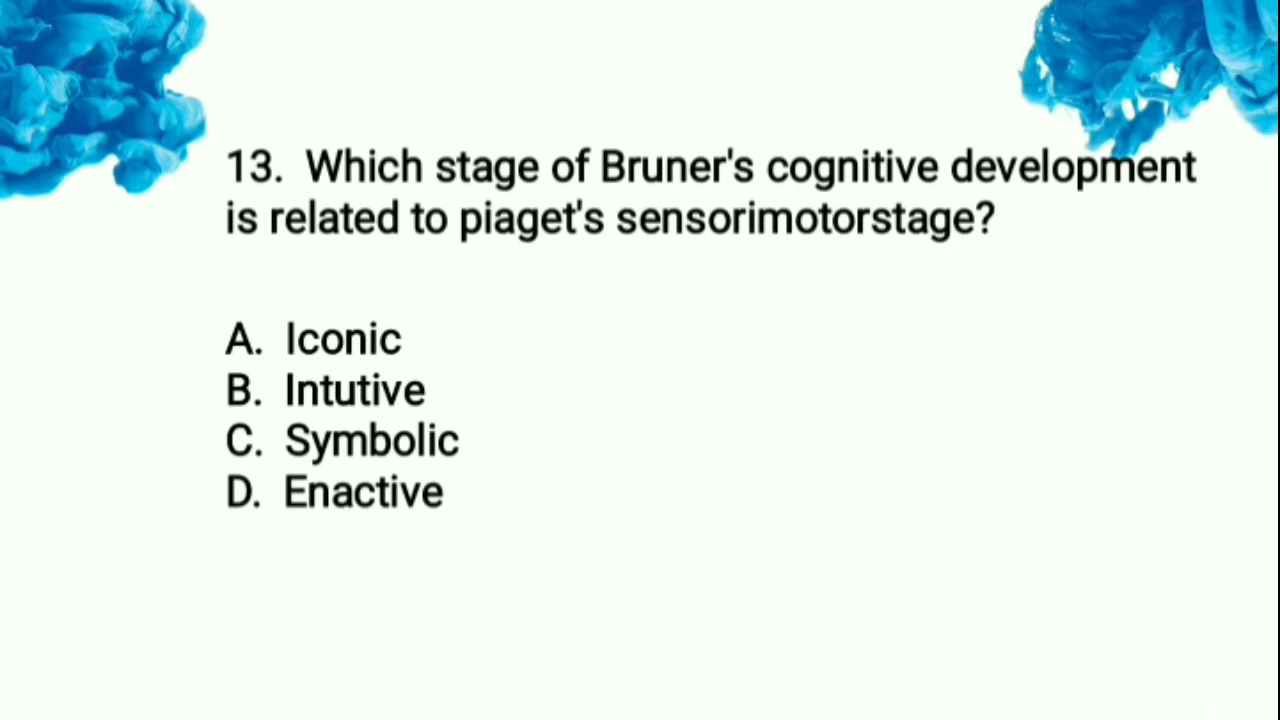 13. Which stage of Bruner's cognitive development
is related to piaget's sensorimotorstage?
A. Iconic
B. Intutive
C. Symbolic
D. Enactive